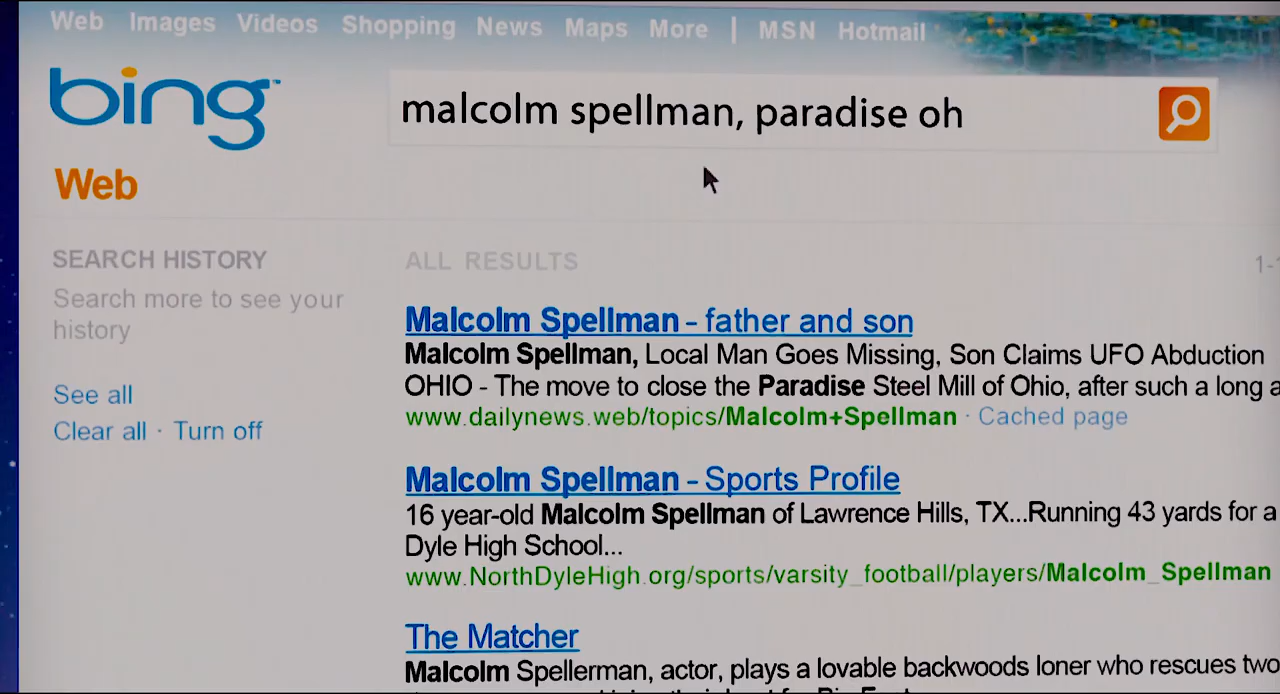 Web Images Videos Shopping News Maps More | MSN Hotmail
bing™
malcolm spellman, paradise oh
Web
SEARCH HISTORY
Search more to see your
history
See all
Clear all · Turn off
ALL RESULTS
1-
Malcolm Spellman – father and son
Malcolm Spellman, Local Man Goes Missing, Son Claims UFO Abduction
OHIO - The move to close the Paradise Steel Mill of Ohio, after such a long
www.dailynews.web/topics/Malcolm+Spellman · Cached page
Malcolm Spellman – Sports Profile
16 year-old Malcolm Spellman of Lawrence Hills, TX...Running 43 yards for a
Dyle High School...
www.NorthDyleHigh.org/sports/varsity_football/players/Malcolm_Spellman
The Matcher
Malcolm Spellerman, actor, plays a lovable backwoods loner who rescues two